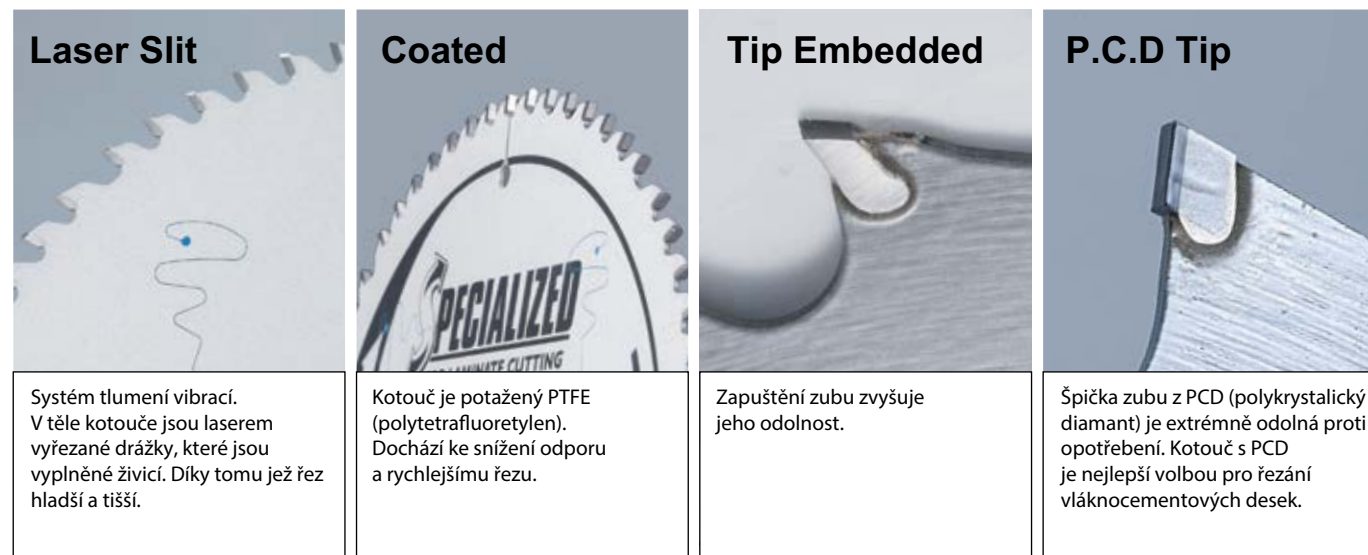 Laser Slit
Systém tlumení vibrací.
V těle kotouče jsou laserem
vyřezané drážky, které jsou
vyplněné živicí. Díky tomu jež řez
hladší a tišší.
Coated
SPECIALIZED
LAMINATE CUTTING
Kotouč je potažený PTFE
(polytetrafluoretylen).
Dochází ke snížení odporu
a rychlejšímu řezu.
Tip Embedded
Zapuštění zubu zvyšuje
jeho odolnost.
P.C.D Tip
Špička zubu z PCD (polykrystalický
diamant) je extrémně odolná proti
opotřebení. Kotouč s PCD
je nejlepší volbou pro řezání
vláknocementových desek.